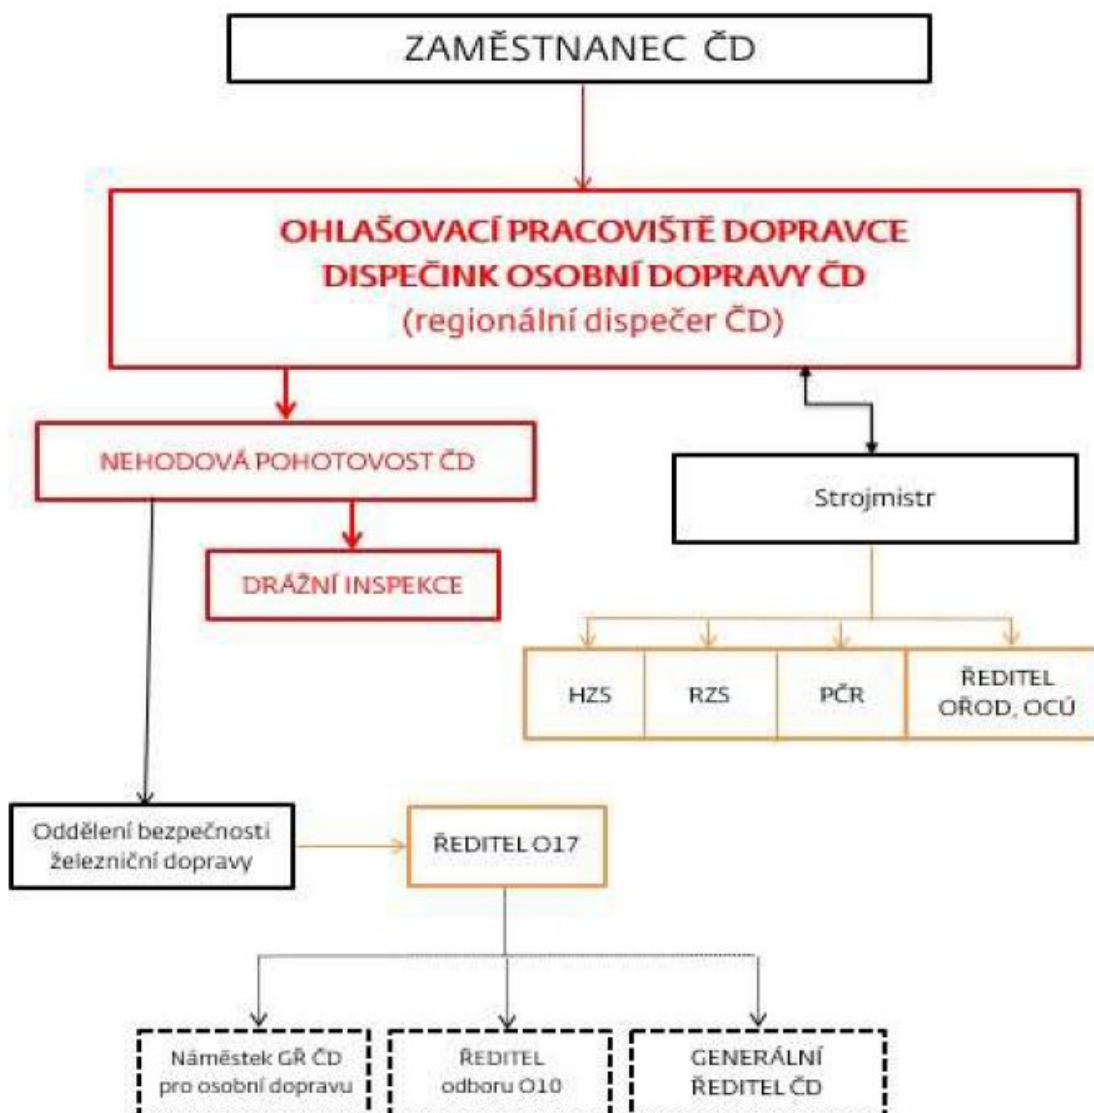 ZAMĚSTNANEC ČD
OHLAŠOVACÍ PRACOVIŠTĚ DOPRAVCE
DISPEČINK OSOBNÍ DOPRAVY ČD
(regionální dispečer ČD)
NEHODOVÁ POHOTOVOST ČD
Strojmistr
DRÁŽNÍ INSPEKCE
HZS
RZS
PČR
ŘEDITEL
OŘOD, OCÚ
Oddělení bezpečnosti
železniční dopravy
ŘEDITEL O17
Náměstek GŘ ČD
pro osobní dopravu
ŘEDITEL
odboru O10
GENERÁLNÍ
ŘEDITEL ČD